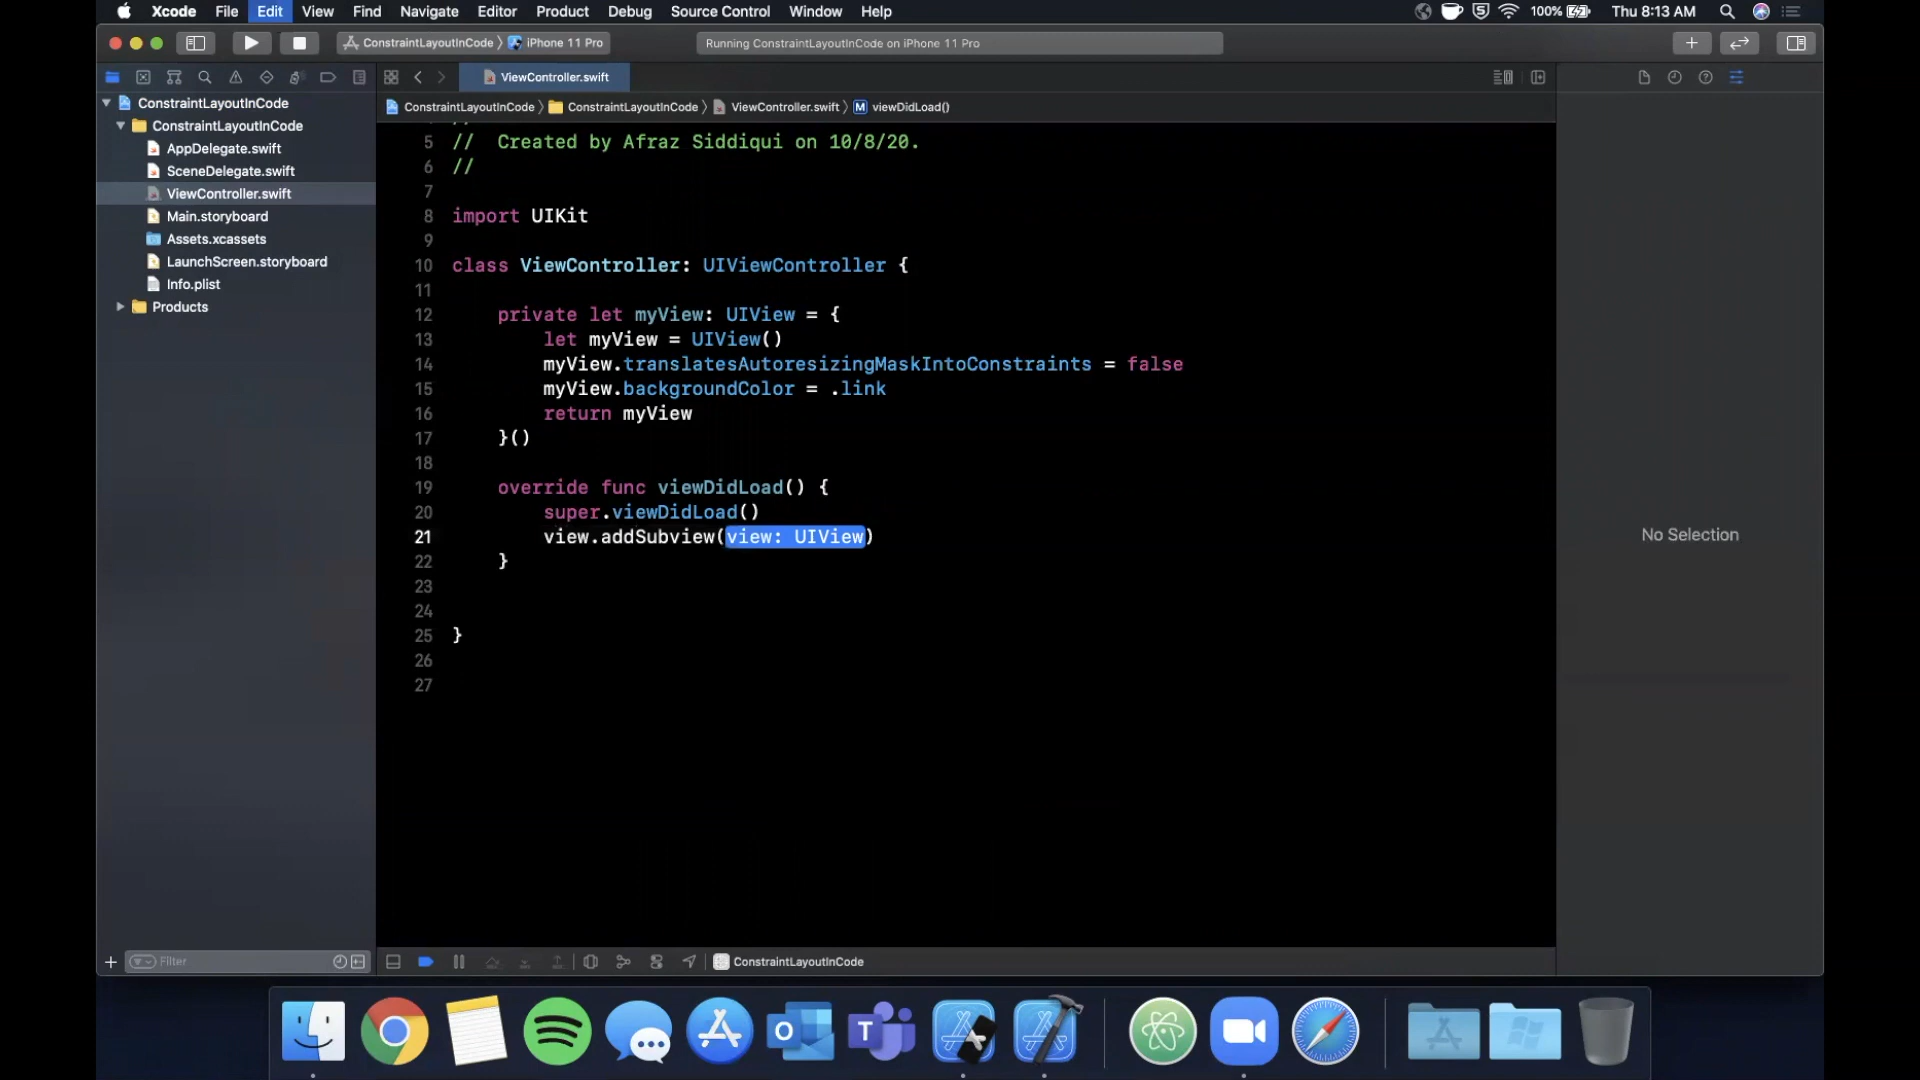 Xcode File Edit View Find Navigate Editor Product Debug Source Control Window Help 100% Thu 8:13 AM
ConstraintLayoutInCode iPhone 11 Pro Running ConstraintLayoutInCode on iPhone 11 Pro
ViewController.swift
ConstraintLayoutInCode ConstraintLayoutInCode ViewController.swift M viewDidLoad()
ConstraintLayoutInCode
ConstraintLayoutInCode
AppDelegate.swift
SceneDelegate.swift
ViewController.swift
Main.storyboard
Assets.xcassets
LaunchScreen.storyboard
Info.plist
Products
5 // Created by Afraz Siddiqui on 10/8/20.
6 //
7
8 import UIKit
9
10 class ViewController: UIViewController {
11
12 private let myView: UIView = {
13 let myView = UIView()
14 myView.translatesAutoresizingMaskIntoConstraints = false
15 myView.backgroundColor = .link
16 return myView
17 }()
18
19 override func viewDidLoad() {
20 super.viewDidLoad()
21 view.addSubview(view: UIView)
22 }
23
24
25 }
26
27
No Selection
Filter
ConstraintLayoutInCode